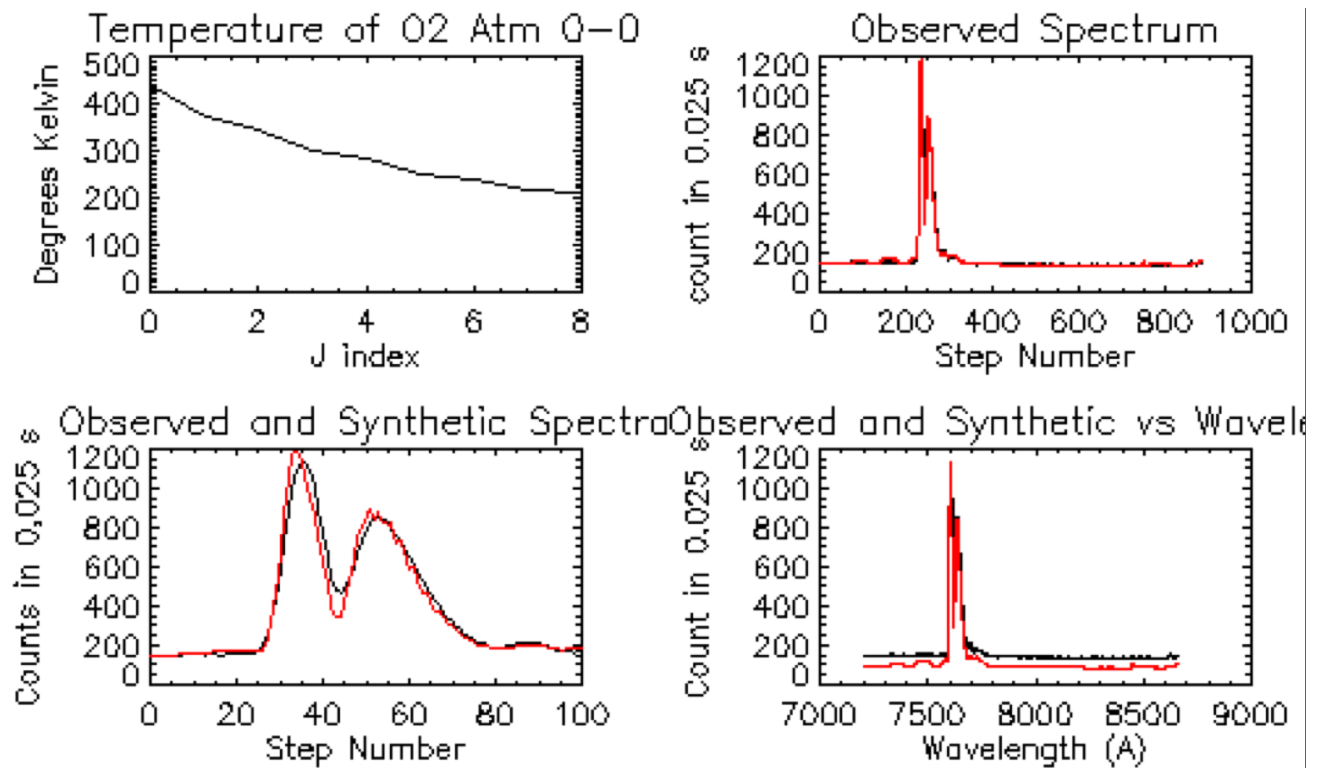 Temperature of O2 Atm 0-0
Degrees Kelvin
500
400
300
200
100
0
0 2 4 6 8
J index
Observed Spectrum
count in 0.025 s
1200
1000
800
600
400
200
0
0 200 400 600 800 1000
Step Number
Observed and Synthetic Spectra
Counts in 0.025 s
1200
1000
800
600
400
200
0
0 20 40 60 80 100
Step Number
Observed and Synthetic vs Wavele
Count in 0.025 s
1200
1000
800
600
400
200
0
7000 7500 8000 8500 9000
Wavelength (A)